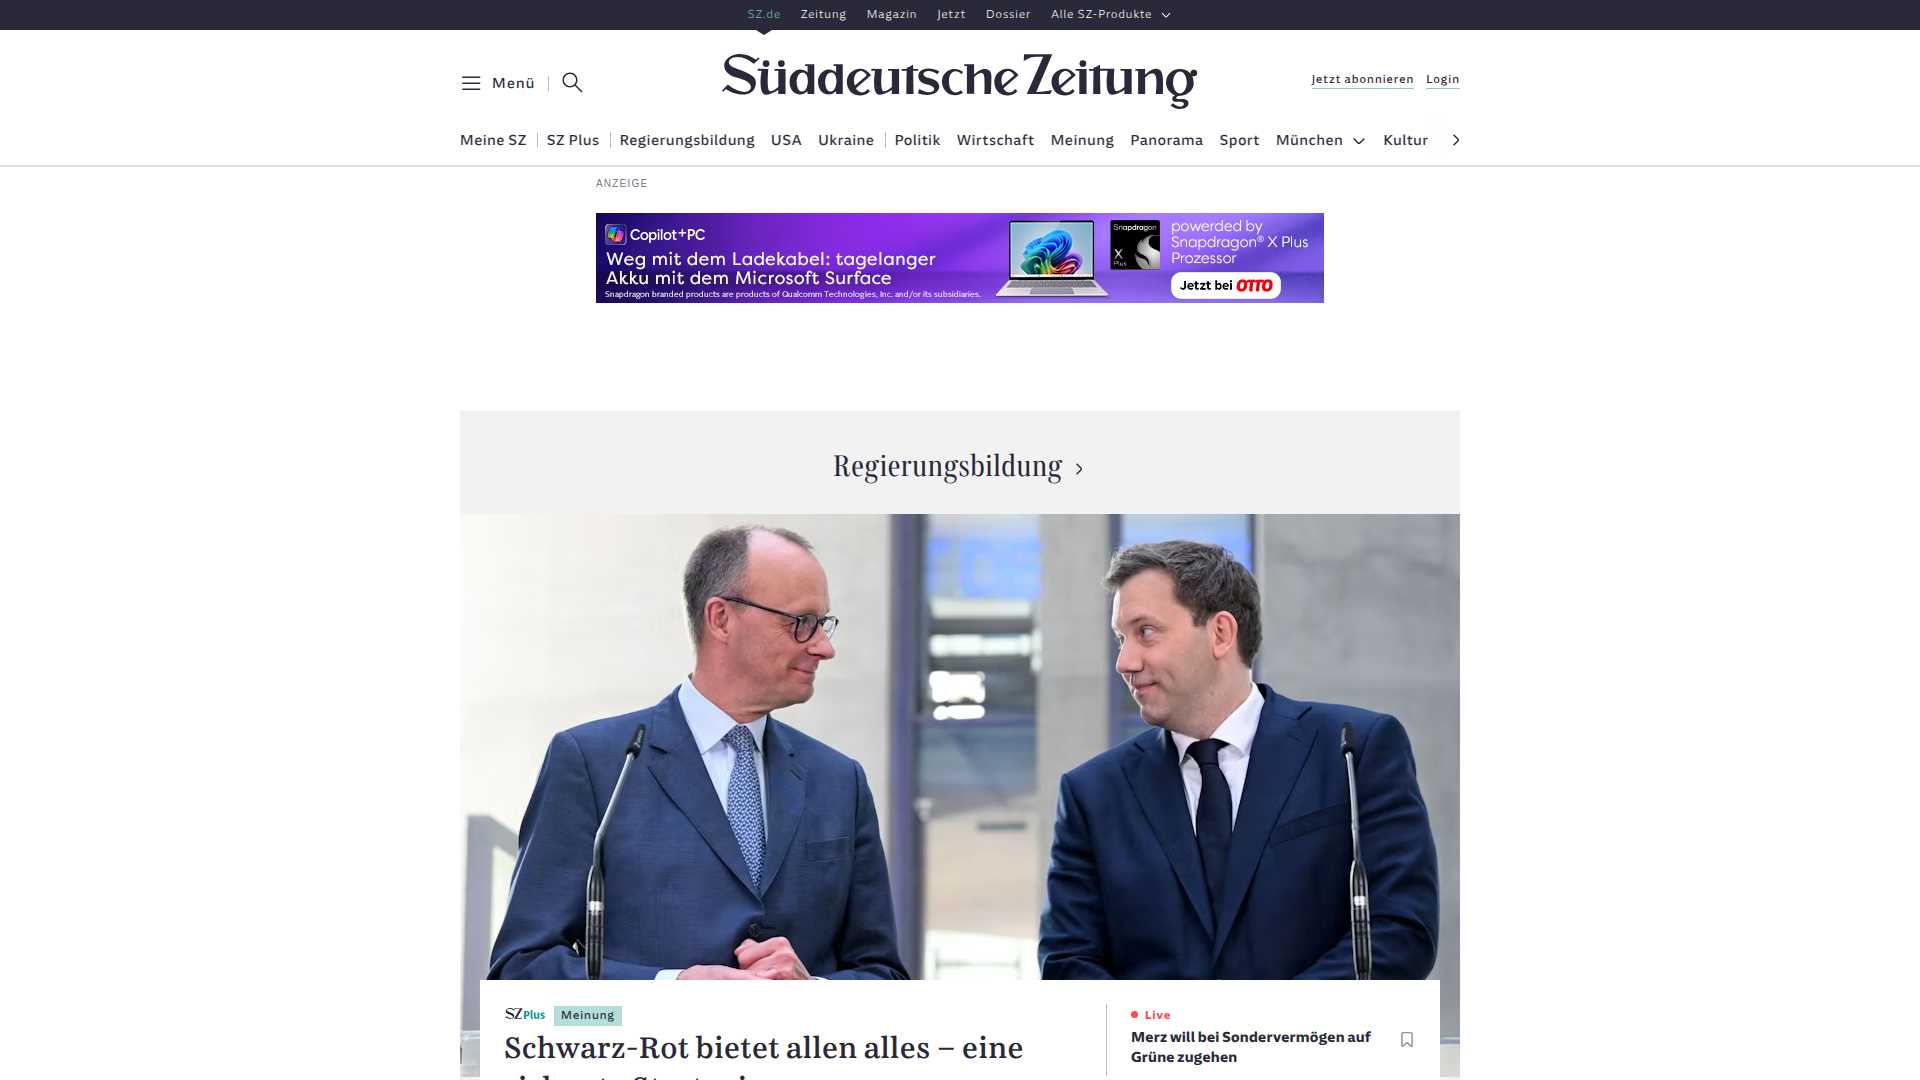 SZ.de Zeitung Magazin Jetzt Dossier Alle SZ-Produkte
Menü
Süddeutsche Zeitung
Jetzt abonnieren Login
Meine SZ SZ Plus Regierungsbildung USA Ukraine Politik Wirtschaft Meinung Panorama Sport München Kultur
ANZEIGE
Copilot+PC
Weg mit dem Ladekabel: tagelanger
Akku mit dem Microsoft Surface
Snapdragon branded products are products of Qualcomm Technologies, Inc. and/or its subsidiaries.
Snapdragon
X
Plus
powered by
Snapdragon® X Plus
Prozessor
Jetzt bei OTTO
Regierungsbildung
SZ Plus Meinung
Schwarz-Rot bietet allen alles – eine
Live
Merz will bei Sondervermögen auf
Grüne zugehen